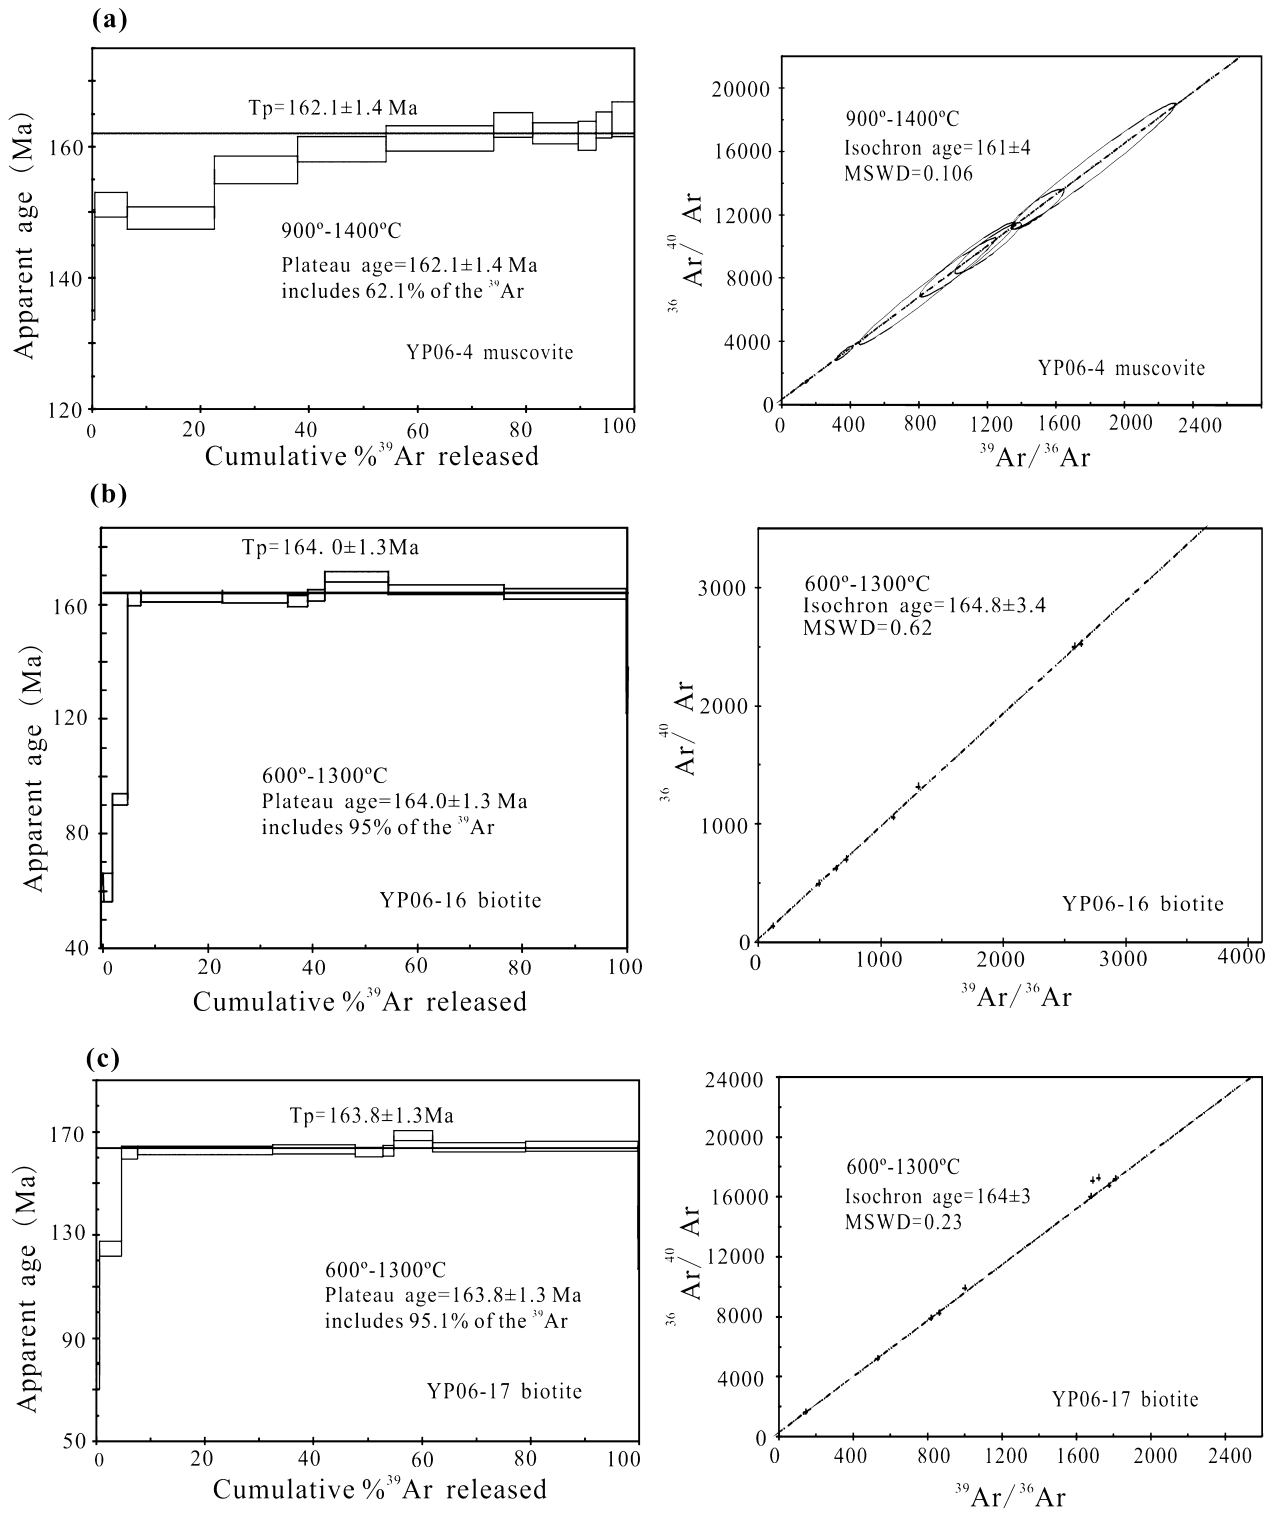 (a)
Tp=162.1±1.4 Ma
900°-1400ºC
Plateau age=162.1±1.4 Ma
includes 62.1% of the ³⁹Ar
YP06-4 muscovite
Apparent age (Ma)
160
140
120
0 20 40 60 80 100
Cumulative %³⁹Ar released
900°-1400ºC
Isochron age=161±4
MSWD=0.106
YP06-4 muscovite
³⁶Ar/⁴⁰Ar
20000
16000
12000
8000
4000
0
0 400 800 1200 1600 2000 2400
³⁹Ar/³⁶Ar
(b)
Tp=164. 0±1.3Ma
600°-1300ºC
Plateau age=164.0±1.3 Ma
includes 95% of the ³⁹Ar
YP06-16 biotite
Apparent age (Ma)
160
120
80
40
0 20 40 60 80 100
Cumulative %³⁹Ar released
600°-1300ºC
Isochron age=164.8±3.4
MSWD=0.62
YP06-16 biotite
³⁶Ar/⁴⁰Ar
3000
2000
1000
0
0 1000 2000 3000 4000
³⁹Ar/³⁶Ar
(c)
Tp=163.8±1.3Ma
600°-1300ºC
Plateau age=163.8±1.3 Ma
includes 95.1% of the ³⁹Ar
YP06-17 biotite
Apparent age (Ma)
170
130
90
50
0 20 40 60 80 100
Cumulative %³⁹Ar released
600°-1300ºC
Isochron age=164±3
MSWD=0.23
YP06-17 biotite
³⁶Ar/⁴⁰Ar
24000
20000
16000
12000
8000
4000
0
0 400 800 1200 1600 2000 2400
³⁹Ar/³⁶Ar